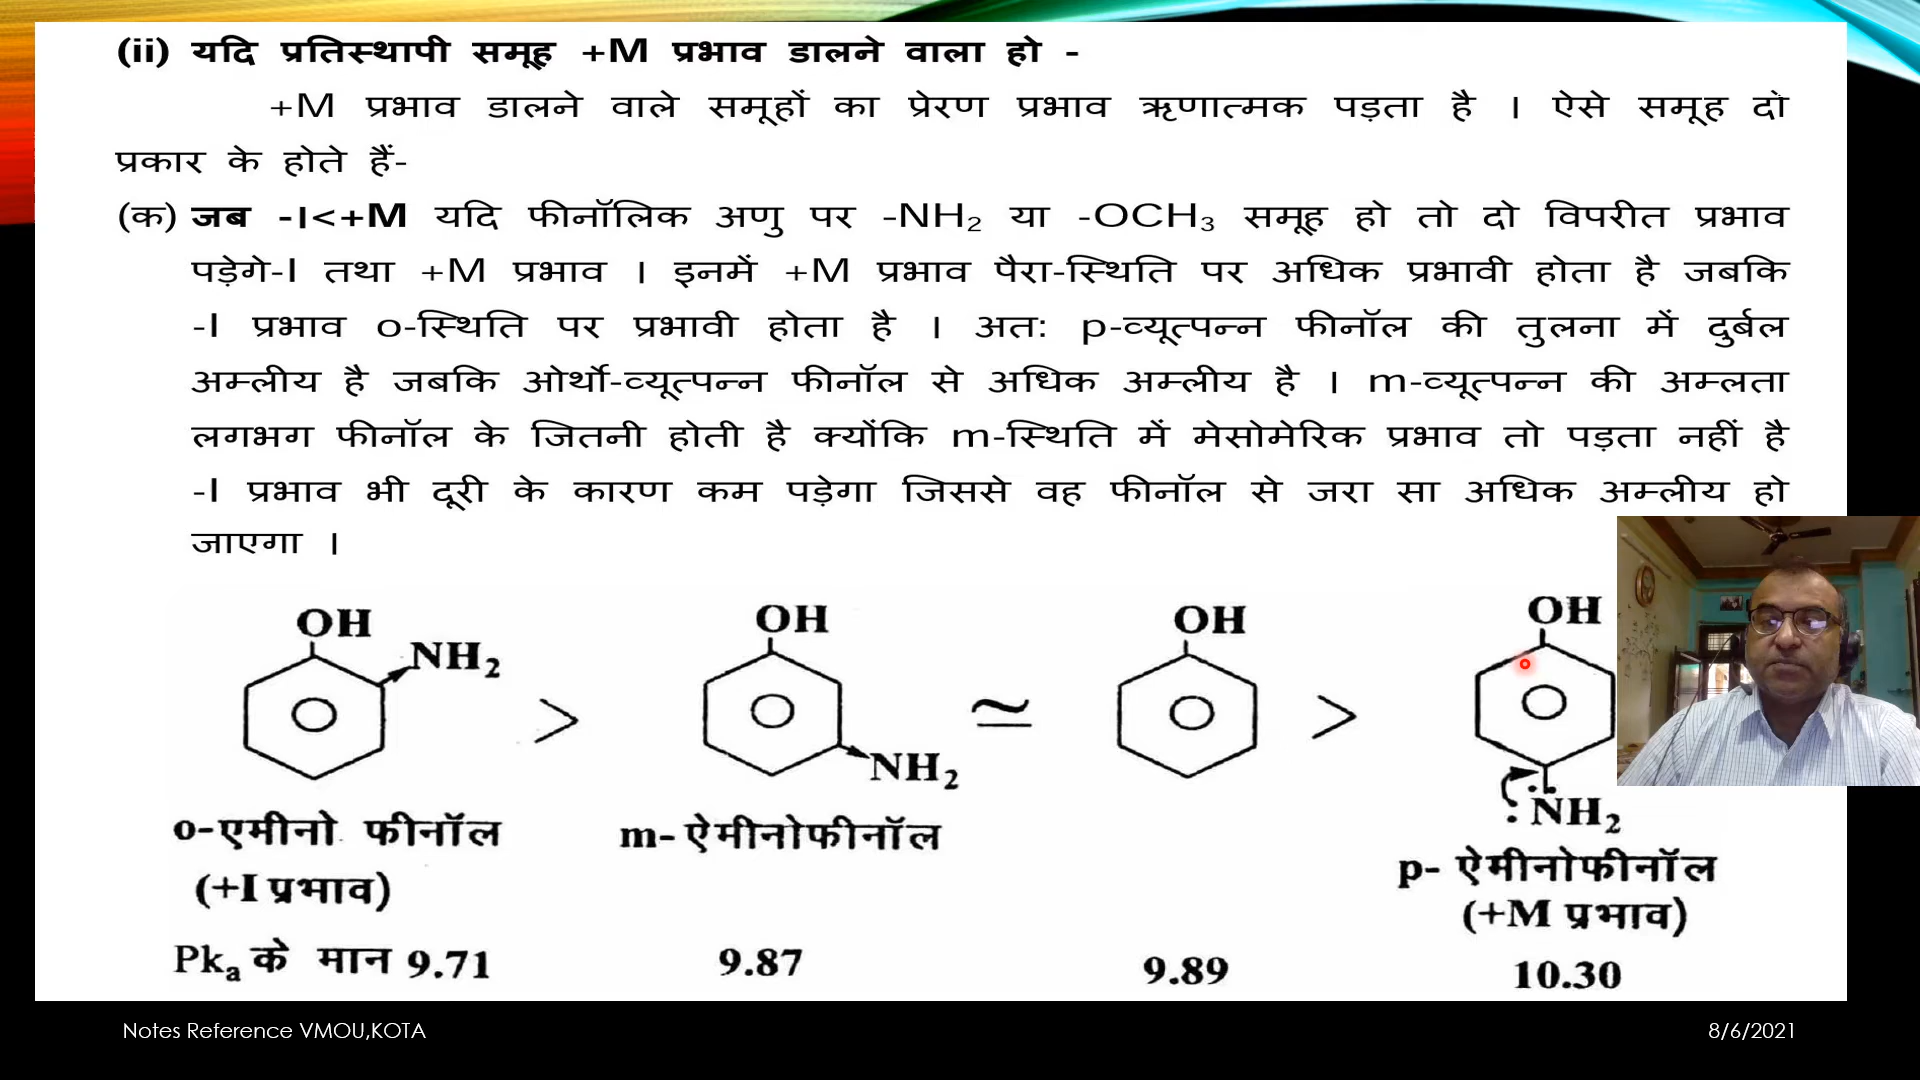 (ii) यदि प्रतिस्थापी समूह +M प्रभाव डालने वाला हो -
+M प्रभाव डालने वाले समूहों का प्रेरण प्रभाव ऋणात्मक पड़ता है । ऐसे समूह दो
प्रकार के होते हैं-
(क) जब -I<+M यदि फीनॉलिक अणु पर -NH₂ या -OCH₃ समूह हो तो दो विपरीत प्रभाव
पड़ेगे-I तथा +M प्रभाव । इनमें +M प्रभाव पैरा-स्थिति पर अधिक प्रभावी होता है जबकि
-I प्रभाव o-स्थिति पर प्रभावी होता है । अतः p-व्यूत्पन्न फीनॉल की तुलना में दुर्बल
अम्लीय है जबकि ओर्थो-व्यूत्पन्न फीनॉल से अधिक अम्लीय है । m-व्यूत्पन्न की अम्लता
लगभग फीनॉल के जितनी होती है क्योंकि m-स्थिति में मेसोमेरिक प्रभाव तो पड़ता नहीं है
-I प्रभाव भी दूरी के कारण कम पड़ेगा जिससे वह फीनॉल से जरा सा अधिक अम्लीय हो
जाएगा ।
OH OH OH OH
NH₂ > NH₂ ≃ > :NH₂
o-एमीनो फीनॉल m- ऐमीनोफीनॉल p- ऐमीनोफीनॉल
(+I प्रभाव) (+M प्रभाव)
Pkₐ के मान 9.71 9.87 9.89 10.30
Notes Reference VMOU,KOTA 8/6/2021